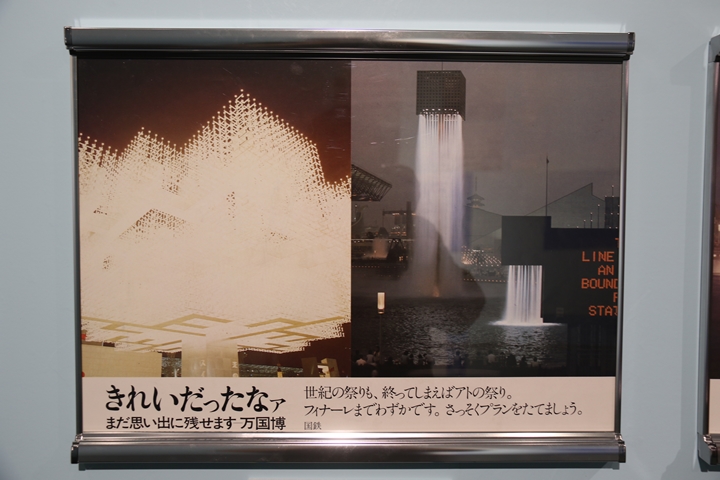 LINE
AN
BOUND
STAT
きれいだったなァ
まだ思い出に残せます 万国博
世紀の祭りも、終ってしまえばアトの祭り。
フィナーレまでわずかです。さっそくプランをたてましょう。
国鉄